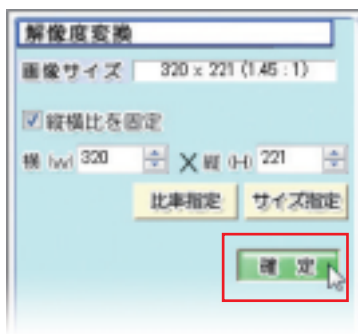 解像度変換
画像サイズ 320 x 221 (1.45 : 1)
縦横比を固定
横 (W) 320 × 縦 (H) 221
比率指定 サイズ指定
確 定